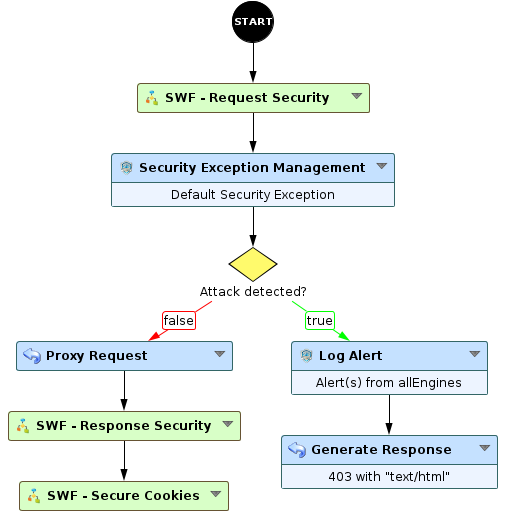 START
SWF - Request Security
Security Exception Management
Default Security Exception
Attack detected?
false
true
Proxy Request
Log Alert
Alert(s) from allEngines
SWF - Response Security
Generate Response
403 with "text/html"
SWF - Secure Cookies